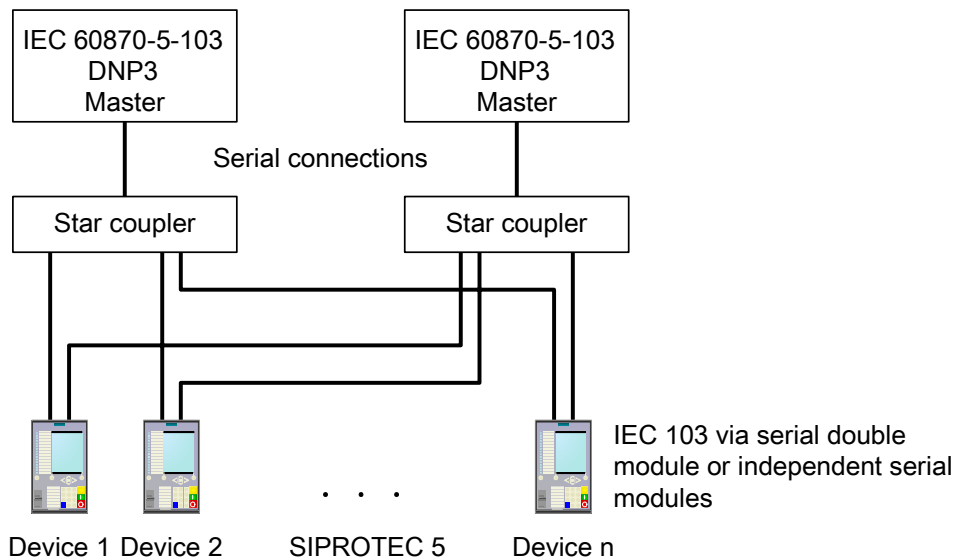 IEC 60870-5-103
DNP3
Master
IEC 60870-5-103
DNP3
Master
Serial connections
Star coupler
Star coupler
IEC 103 via serial double
module or independent serial
modules
. . .
Device 1 Device 2 SIPROTEC 5 Device n